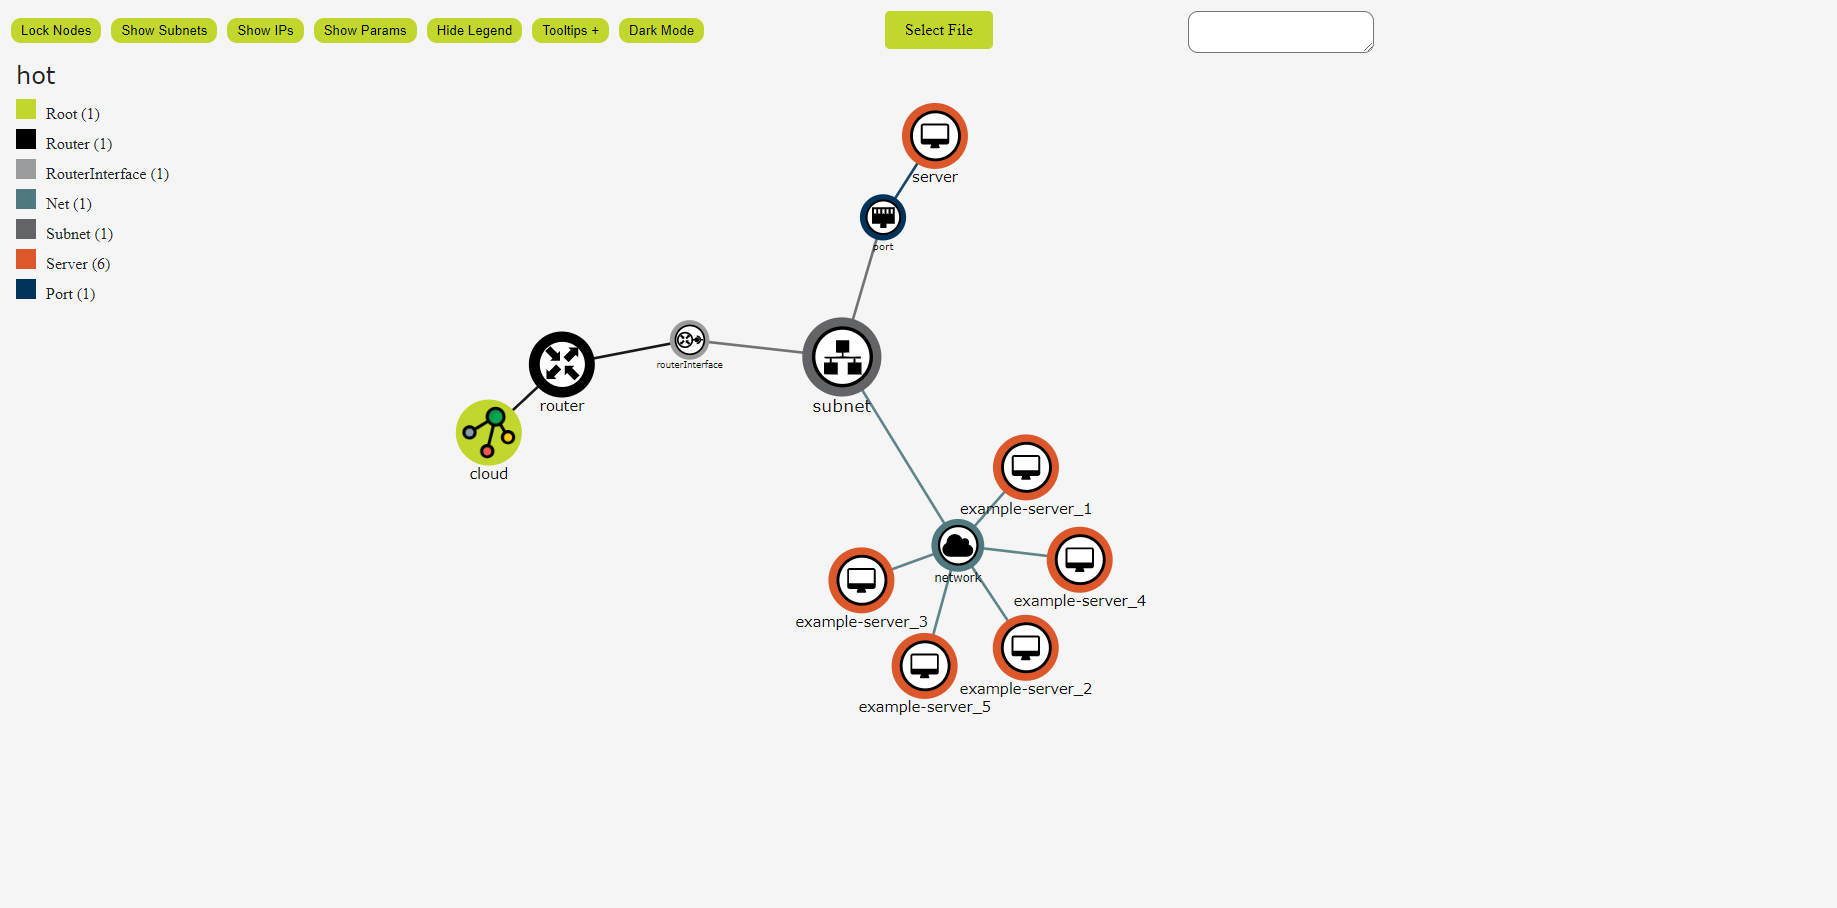 Lock Nodes
Show Subnets
Show IPs
Show Params
Hide Legend
Tooltips +
Dark Mode
Select File
hot
Root (1)
Router (1)
RouterInterface (1)
Net (1)
Subnet (1)
Server (6)
Port (1)
server
port
routerInterface
router
subnet
cloud
example-server_1
network
example-server_4
example-server_3
example-server_2
example-server_5